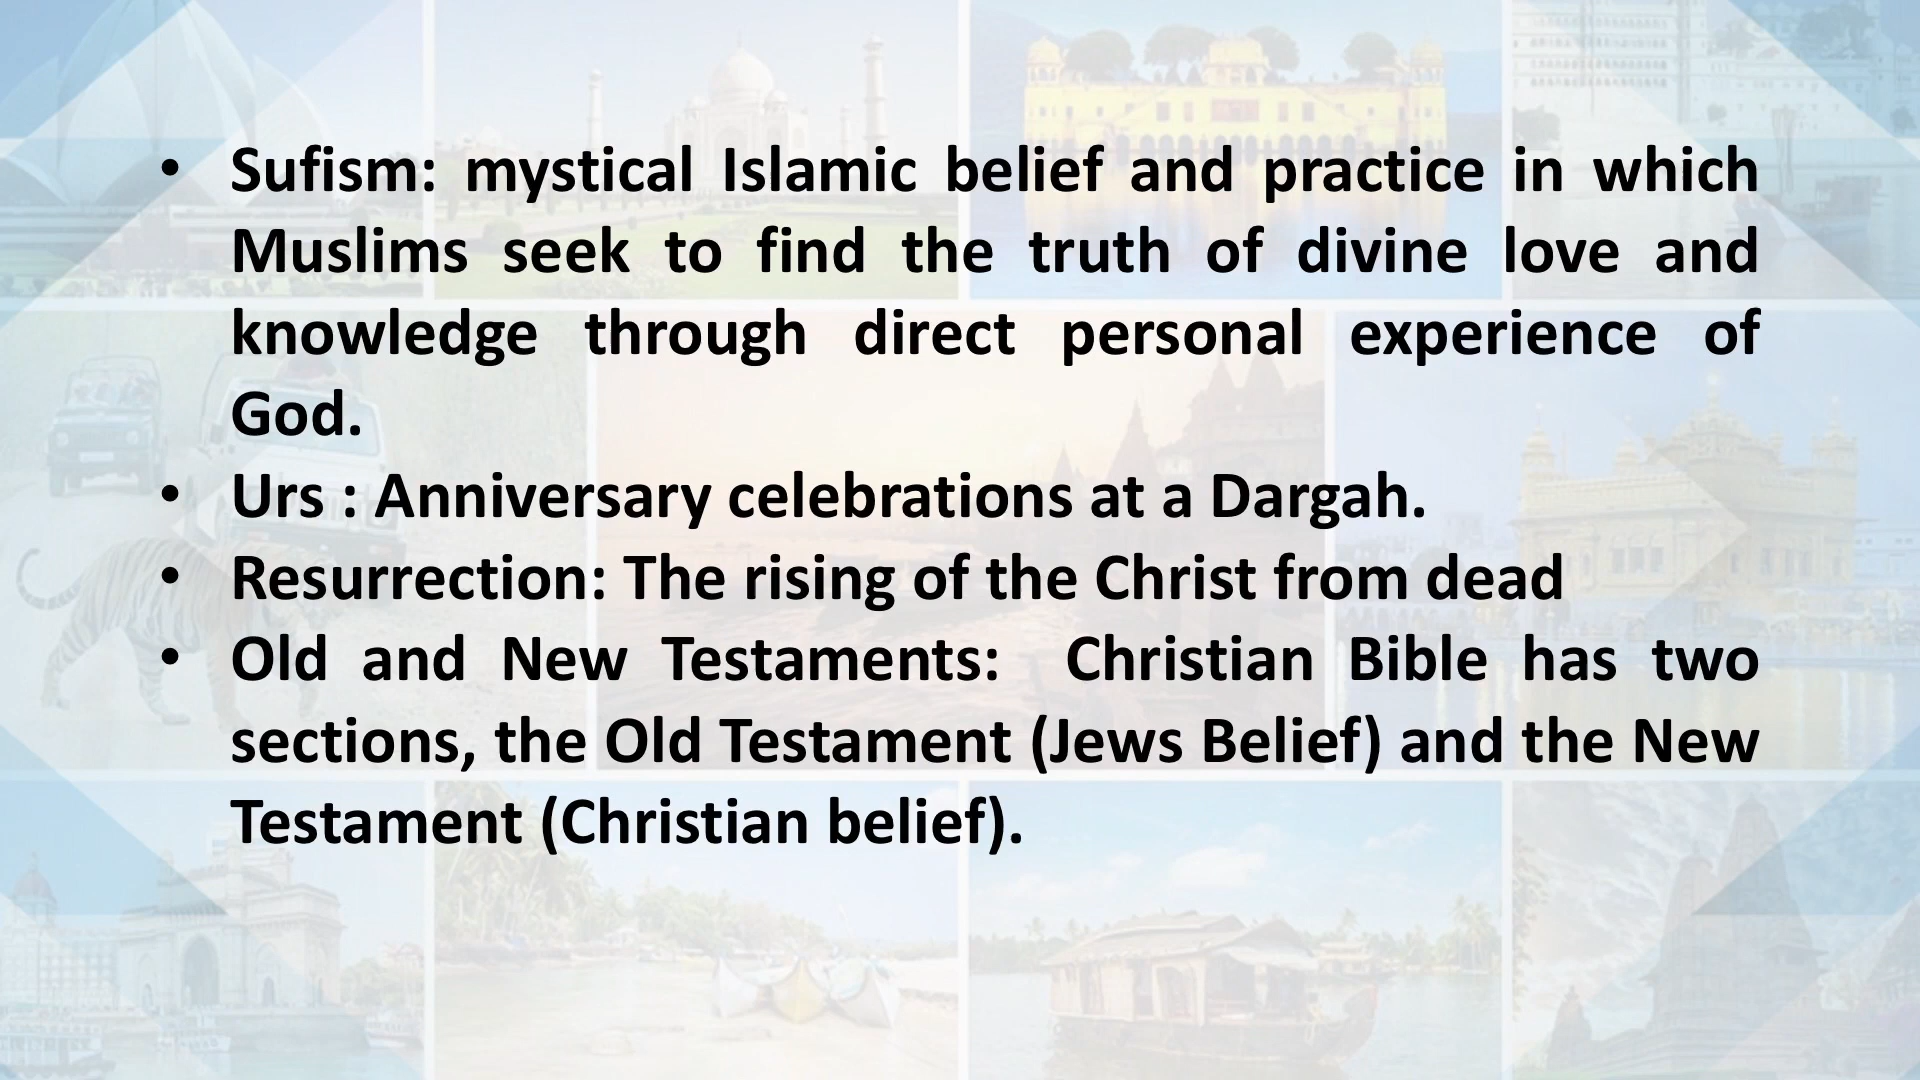 • Sufism: mystical Islamic belief and practice in which
Muslims seek to find the truth of divine love and
knowledge through direct personal experience of
God.
• Urs : Anniversary celebrations at a Dargah.
• Resurrection: The rising of the Christ from dead
• Old and New Testaments: Christian Bible has two
sections, the Old Testament (Jews Belief) and the New
Testament (Christian belief).